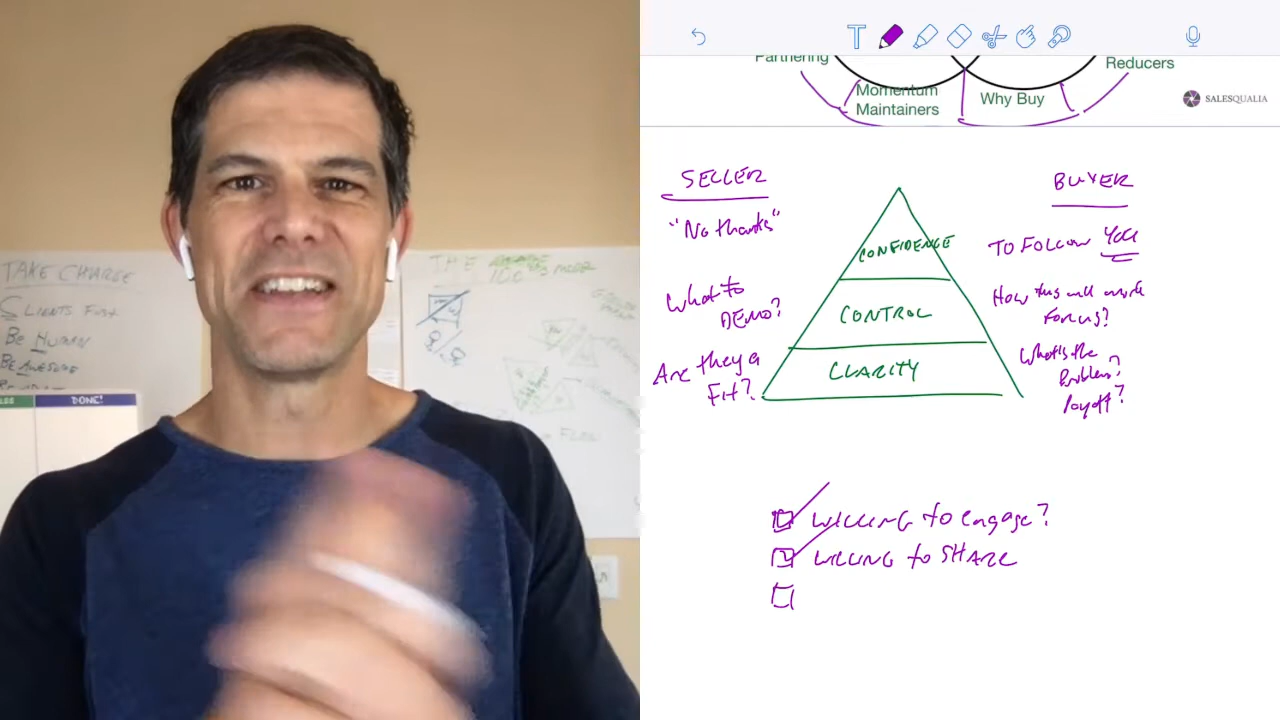 TAKE CHARGE
CLIENTS FIRST
BE HUMAN
BE AWESOME
DONE!
THE
Partnering
Momentum
Maintainers
Why Buy
Reducers
SALESQUALIA
SELLER
"No thanks"
What to
DEMO?
Are they a
Fit?
CONFIDENCE
CONTROL
CLARITY
BUYER
TO FOLLOW YOU
How this will work
for us?
What's the
Problem?
Payoff?
WILLING to engage?
WILLING to SHARE